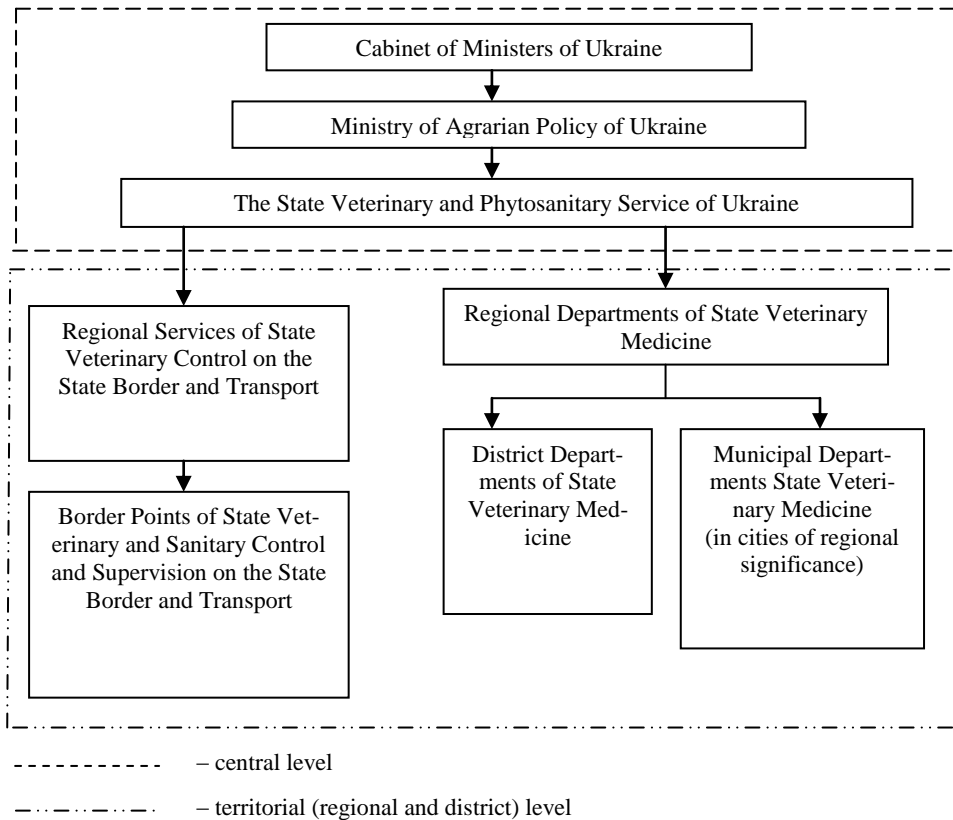 Cabinet of Ministers of Ukraine
Ministry of Agrarian Policy of Ukraine
The State Veterinary and Phytosanitary Service of Ukraine
Regional Services of State
Veterinary Control on the
State Border and Transport
Regional Departments of State Veterinary
Medicine
District Depart-
ments of State
Veterinary Med-
icine
Municipal Depart-
ments State Veteri-
nary Medicine
(in cities of regional
significance)
Border Points of State Vet-
erinary and Sanitary Control
and Supervision on the State
Border and Transport
– central level
– territorial (regional and district) level